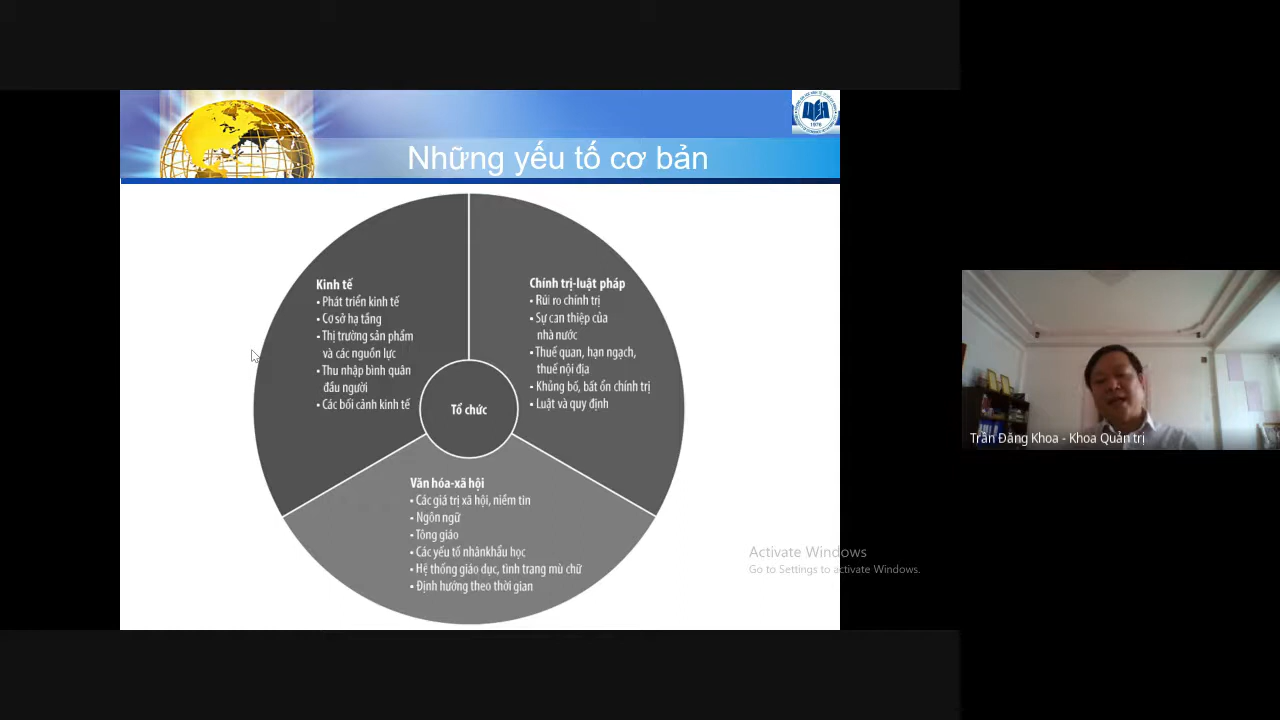 Những yếu tố cơ bản
1976
Kinh tế
• Phát triển kinh tế
• Cơ sở hạ tầng
• Thị trường sản phẩm
và các nguồn lực
• Thu nhập bình quân
đầu người
• Các bối cảnh kinh tế
Chính trị-luật pháp
• Rủi ro chính trị
• Sự can thiệp của
nhà nước
• Thuế quan, hạn ngạch,
thuế nội địa
• Khủng bố, bất ổn chính trị
• Luật và quy định
Tổ chức
Văn hóa-xã hội
• Các giá trị xã hội, niềm tin
• Ngôn ngữ
• Tông giáo
• Các yếu tố nhânkhẩu học
• Hệ thống giáo dục, tình trạng mù chữ
• Định hướng theo thời gian
Trần Đăng Khoa - Khoa Quản trị
Activate Windows
Go to Settings to activate Windows.